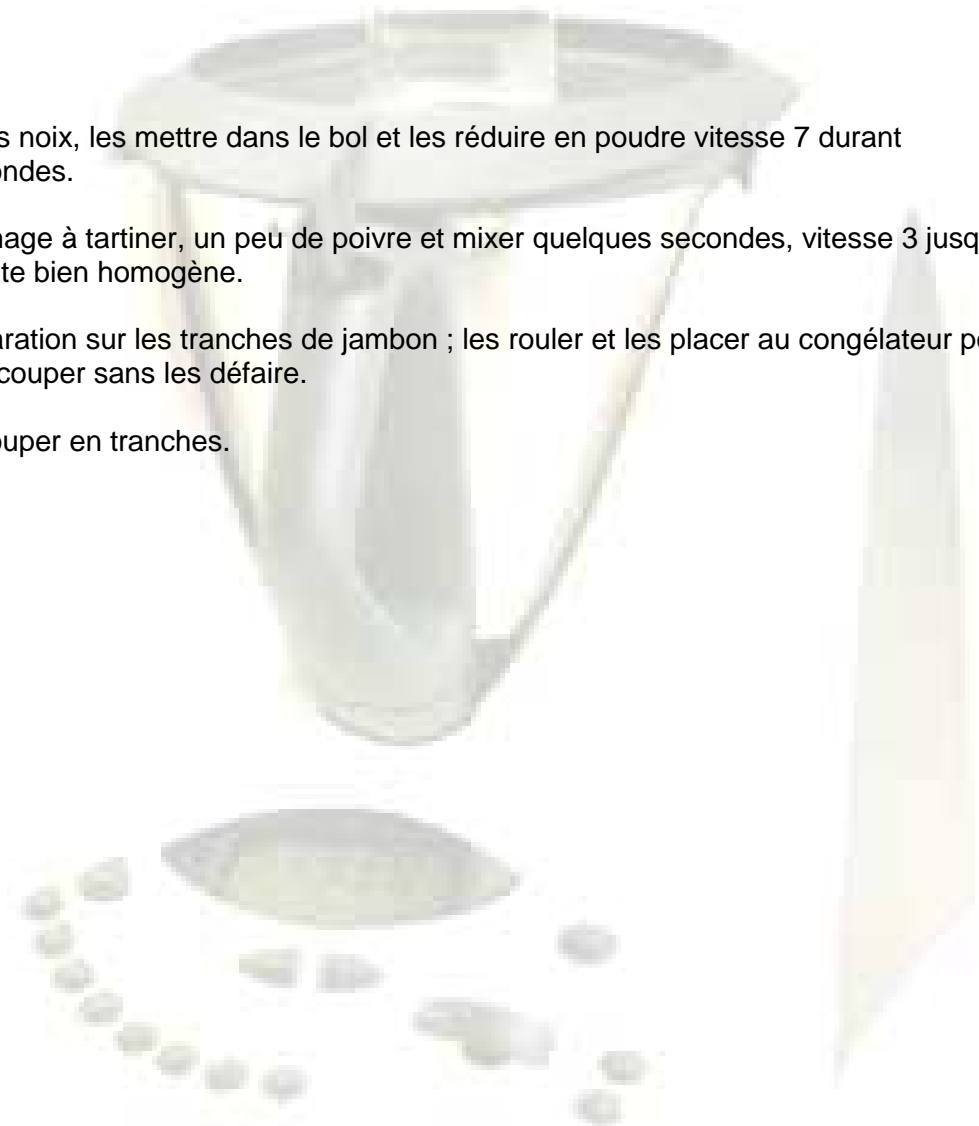 s noix, les mettre dans le bol et les réduire en poudre vitesse 7 durant
ondes.
nage à tartiner, un peu de poivre et mixer quelques secondes, vitesse 3 jusq
te bien homogène.
aration sur les tranches de jambon ; les rouler et les placer au congélateur p
couper sans les défaire.
ouper en tranches.